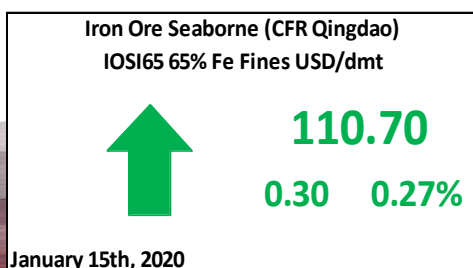 Iron Ore Seaborne (CFR Qingdao)
IOSI65 65% Fe Fines USD/dmt
110.70
0.30 0.27%
January 15th, 2020